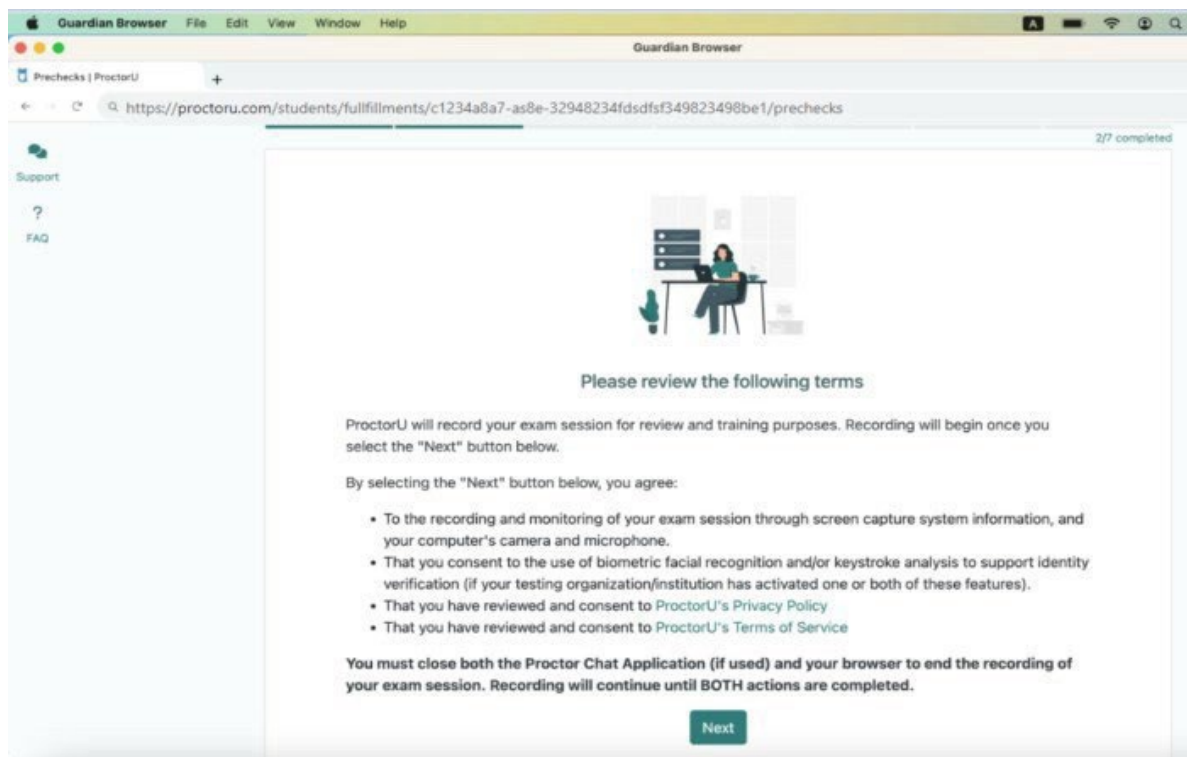 Guardian Browser File Edit View Window Help
A
Guardian Browser
Prechecks | ProctorU
+
https://proctoru.com/students/fullfillments/c1234a8a7-as8e-32948234fdsdfsf349823498be1/prechecks
2/7 completed
Support
?
FAQ
Please review the following terms
ProctorU will record your exam session for review and training purposes. Recording will begin once you
select the "Next" button below.
By selecting the "Next" button below, you agree:
• To the recording and monitoring of your exam session through screen capture system information, and
your computer's camera and microphone.
• That you consent to the use of biometric facial recognition and/or keystroke analysis to support identity
verification (if your testing organization/institution has activated one or both of these features).
• That you have reviewed and consent to ProctorU's Privacy Policy
• That you have reviewed and consent to ProctorU's Terms of Service
You must close both the Proctor Chat Application (if used) and your browser to end the recording of
your exam session. Recording will continue until BOTH actions are completed.
Next